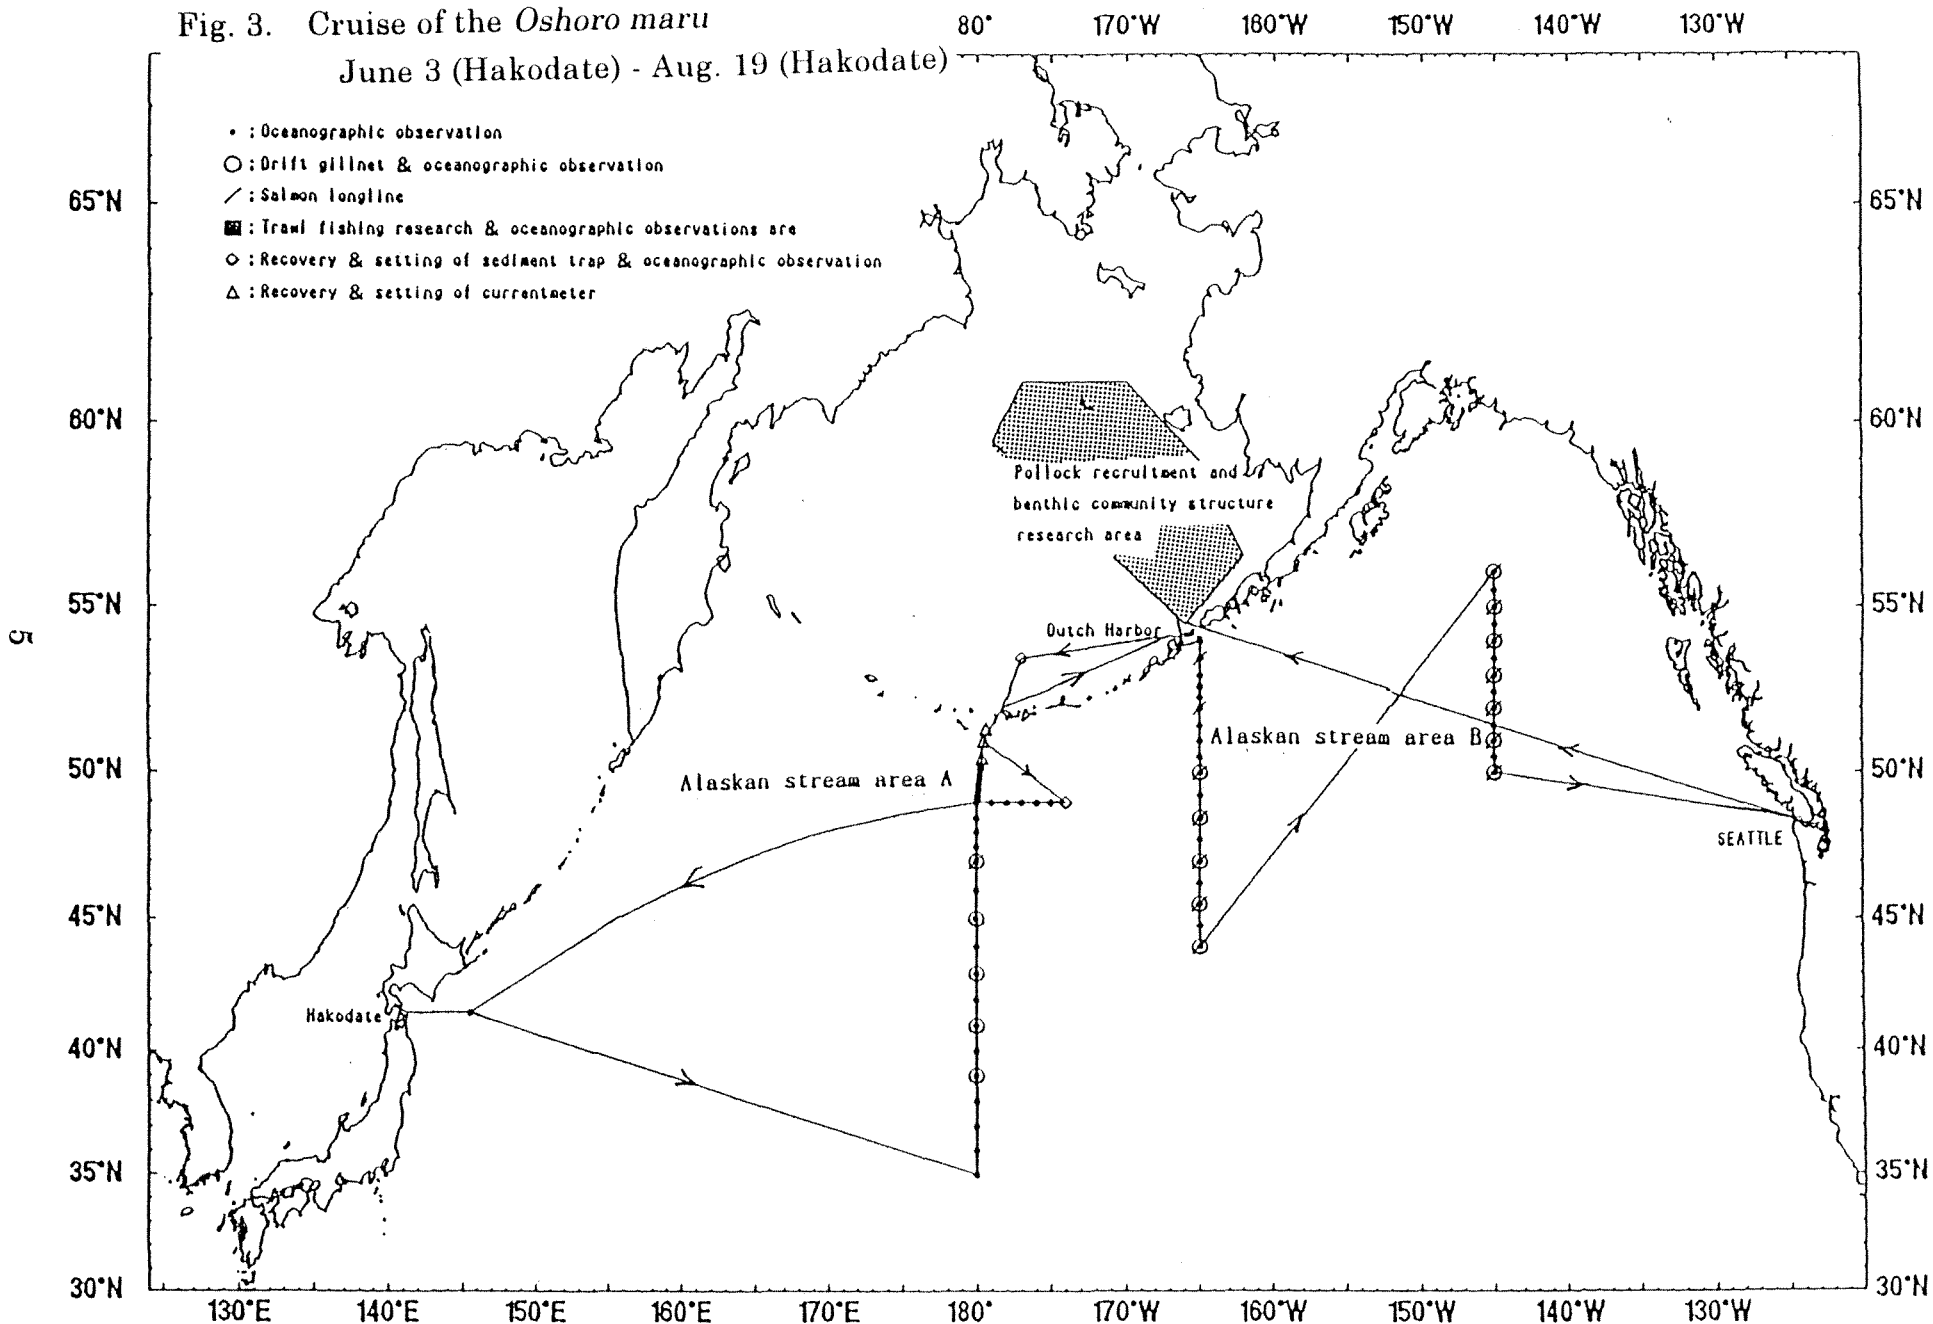 Fig. 3. Cruise of the Oshoro maru
June 3 (Hakodate) - Aug. 19 (Hakodate)
80° 170°W 160°W 150°W 140°W 130°W
• : Oceanographic observation
○ : Drift gillnet & oceanographic observation
/ : Salmon longline
■ : Trawl fishing research & oceanographic observations are
◇ : Recovery & setting of sediment trap & oceanographic observation
△ : Recovery & setting of currentmeter
65°N 65°N
60°N 60°N
Pollock recruitment and
benthic community structure
research area
55°N 55°N
5
Dutch Harbor
Alaskan stream area B
50°N Alaskan stream area A 50°N
SEATTLE
45°N 45°N
Hakodate
40°N 40°N
35°N 35°N
30°N 30°N
130°E 140°E 150°E 160°E 170°E 180° 170°W 160°W 150°W 140°W 130°W